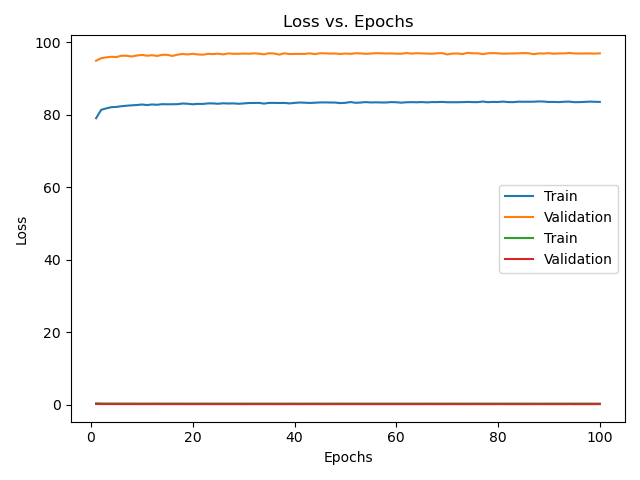 Loss vs. Epochs
100
80
60
40
20
0
Loss
Train
Validation
Train
Validation
0 20 40 60 80 100
Epochs